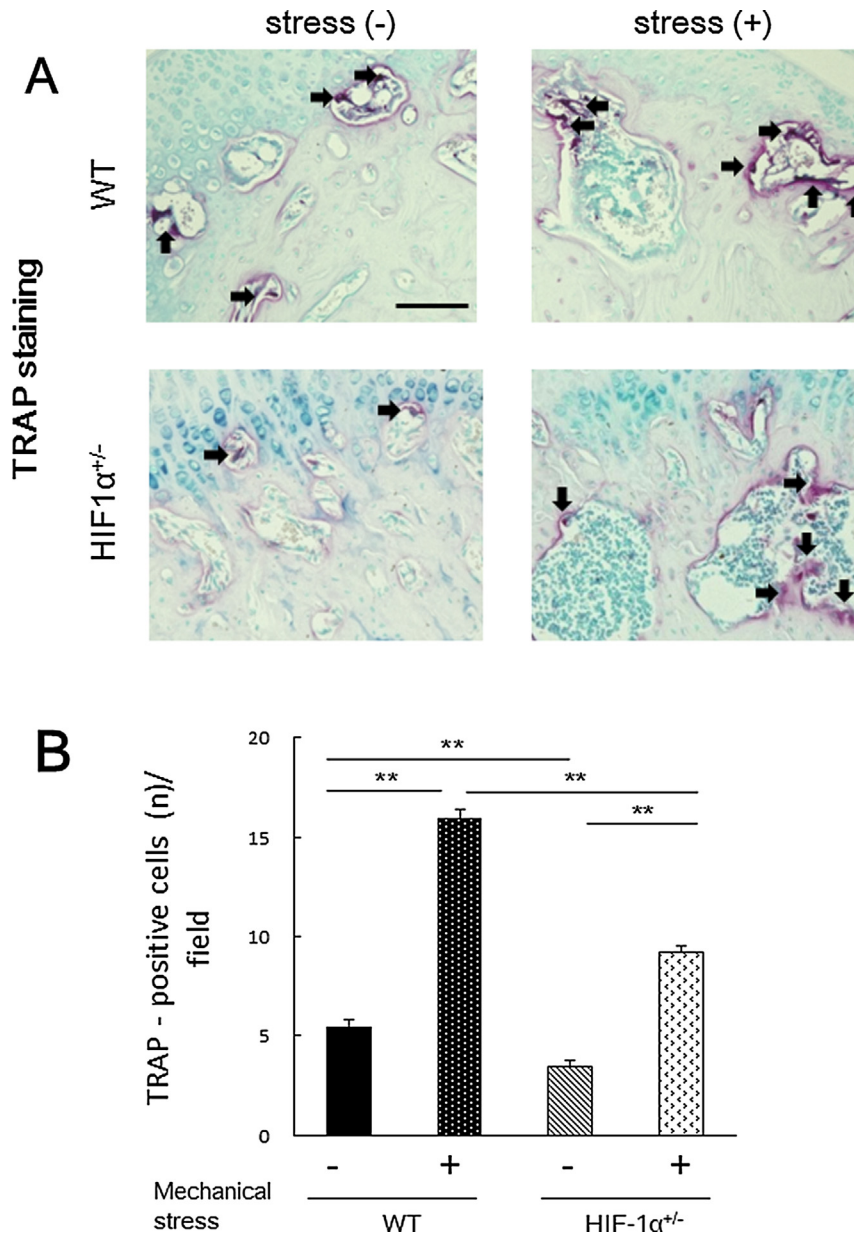 stress (-)
stress (+)
A
WT
TRAP staining
HIF1α+/-
B
TRAP - positive cells (n)/
field
20
15
10
5
0
**
**
**
**
-
+
-
+
Mechanical
stress
WT
HIF-1α+/-